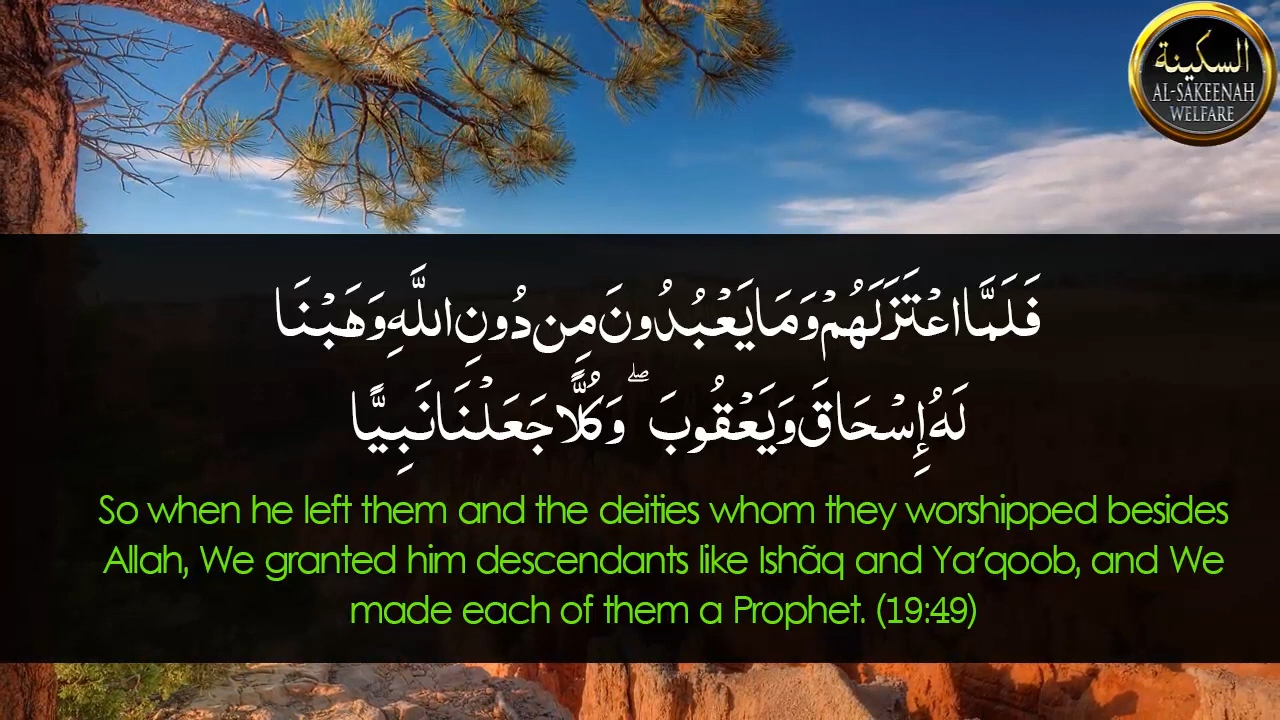 السكينة
AL-SAKEENAH
WELFARE
فَلَمَّا اعْتَزَلَهُمْ وَمَا يَعْبُدُونَ مِن دُونِ اللَّهِ وَهَبْنَا
لَهُ إِسْحَاقَ وَيَعْقُوبَ ۖ وَكُلًّا جَعَلْنَا نَبِيًّا
So when he left them and the deities whom they worshipped besides
Allah, We granted him descendants like Ishãq and Ya’qoob, and We
made each of them a Prophet. (19:49)